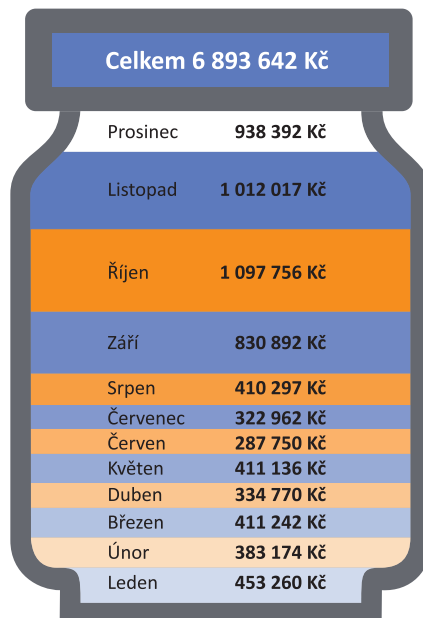 Celkem 6 893 642 Kč
Prosinec 938 392 Kč
Listopad 1 012 017 Kč
Říjen 1 097 756 Kč
Září 830 892 Kč
Srpen 410 297 Kč
Červenec 322 962 Kč
Červen 287 750 Kč
Květen 411 136 Kč
Duben 334 770 Kč
Březen 411 242 Kč
Únor 383 174 Kč
Leden 453 260 Kč